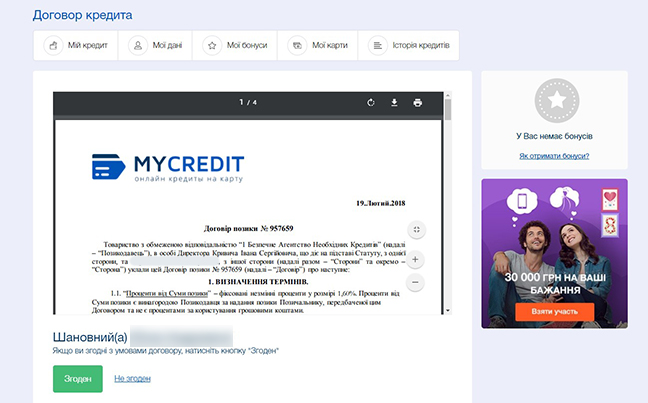 Договор кредита
Мій кредит
Мої дані
Мої бонуси
Мої карти
Історія кредитів
1 / 4
MYCREDIT
онлайн кредиты на карту
19.Лютий.2018
Договір позики № 957659
Товариство з обмеженою відповідальністю "1 Безпечне Агентство Необхідних Кредитів" (надалі
– "Позикодавець"), в особі Директора Кривича Івана Сергійовича, що діє на підставі Статуту, з однієї
сторони, та , з іншої сторони (надалі разом – "Сторони" та окремо –
"Сторона") уклали цей Договір позики № 957659 (надалі – "Договір") про наступне:
1. ВИЗНАЧЕННЯ ТЕРМІНІВ.
1.1. "Проценти від Суми позики" – фіксовані незмінні проценти у розмірі 1,60%. Проценти від
Суми позики є винагородою Позикодавця за надання позики Позичальнику, передбаченої цим
Договором та не є процентами за користування грошовими коштами.
Шановний(а)
Якщо ви згодні з умовами договору, натисніть кнопку "Згоден"
Згоден
Не згоден
У Вас немає бонусів
Як отримати бонуси?
30 000 ГРН НА ВАШІ
БАЖАННЯ
Взяти участь